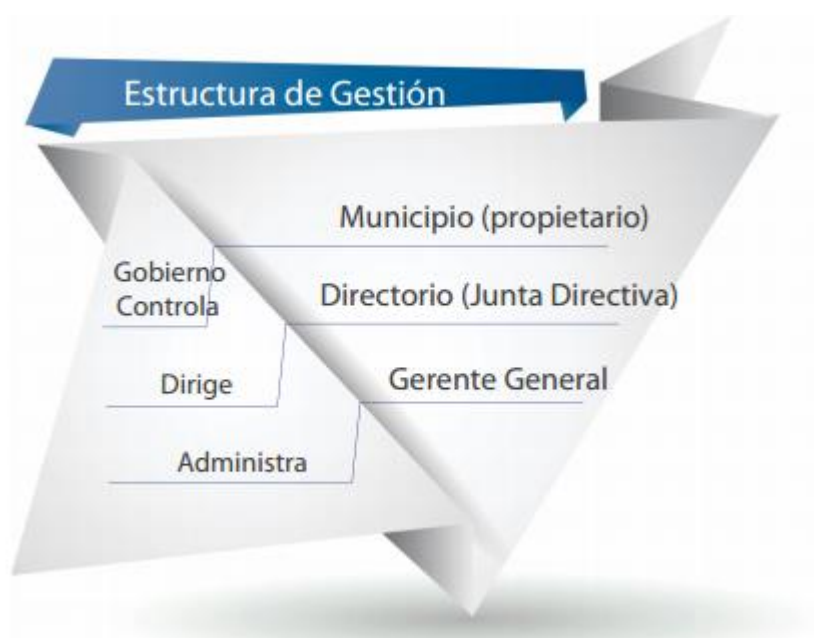 Estructura de Gestión
Municipio (propietario)
Gobierno
Controla
Directorio (Junta Directiva)
Dirige
Gerente General
Administra